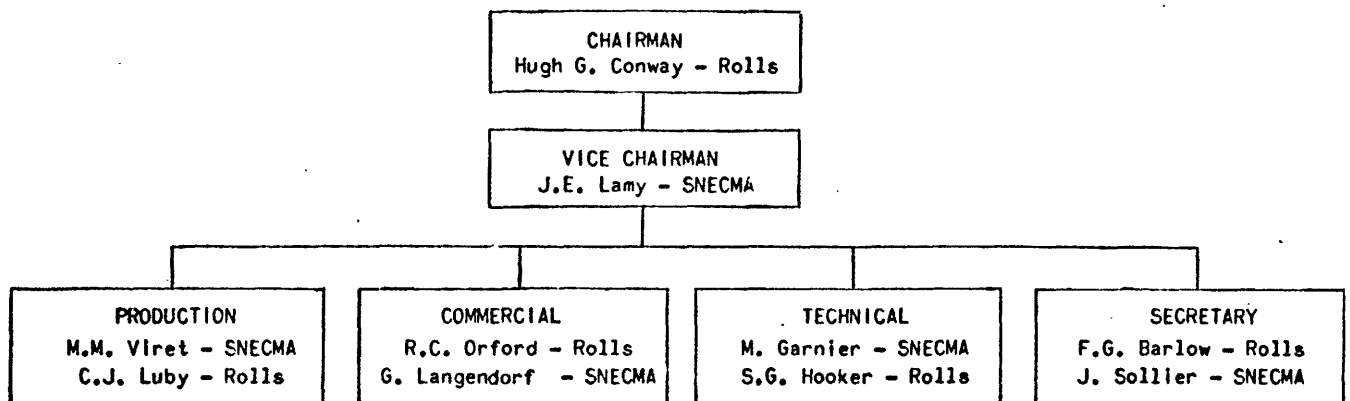 CHAIRMAN
Hugh G. Conway – Rolls
VICE CHAIRMAN
J.E. Lamy – SNECMA
PRODUCTION
M.M. Viret – SNECMA
C.J. Luby – Rolls
COMMERCIAL
R.C. Orford – Rolls
G. Langendorf – SNECMA
TECHNICAL
M. Garnier – SNECMA
S.G. Hooker – Rolls
SECRETARY
F.G. Barlow – Rolls
J. Sollier – SNECMA